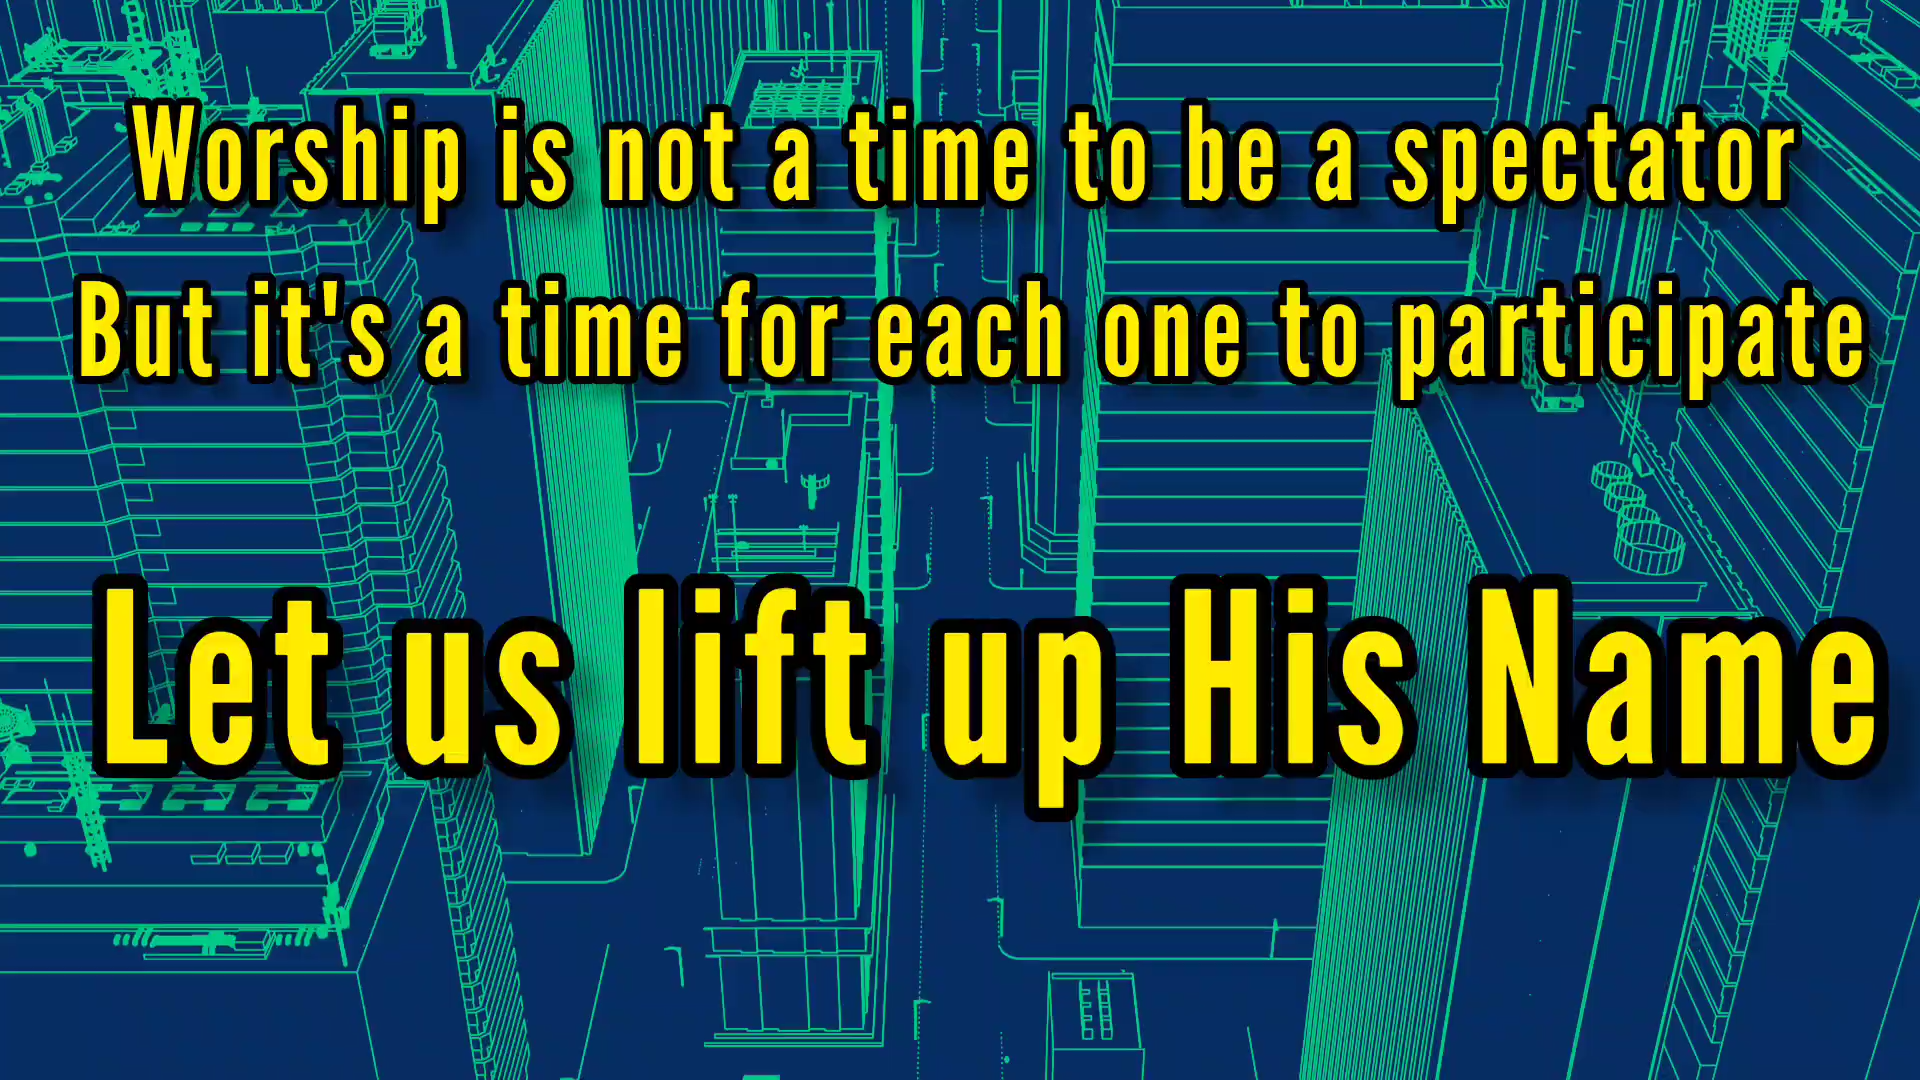 Worship is not a time to be a spectator
But it's a time for each one to participate
Let us lift up His Name